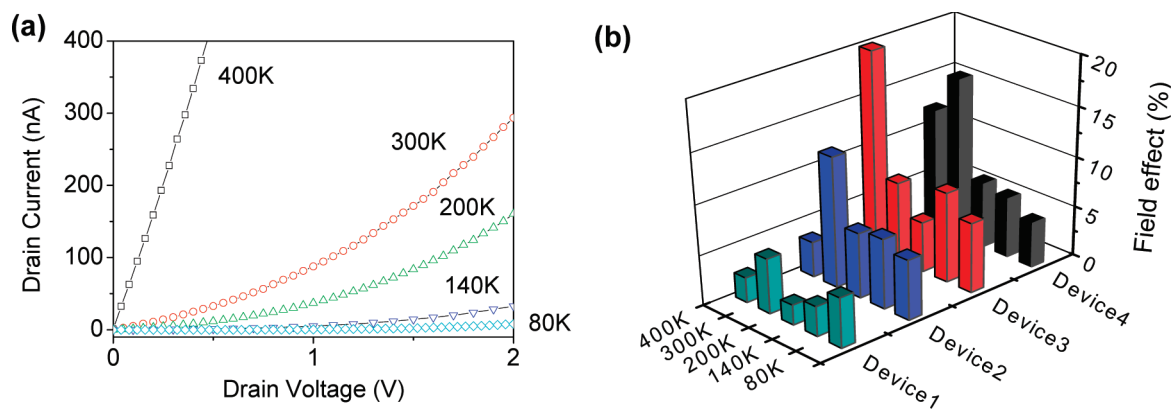 (a)
400
300
200
100
0
Drain Current (nA)
400K
300K
200K
140K
80K
0
1
2
Drain Voltage (V)
(b)
20
15
10
5
0
Field effect (%)
400K
300K
200K
140K
80K
Device1
Device2
Device3
Device4